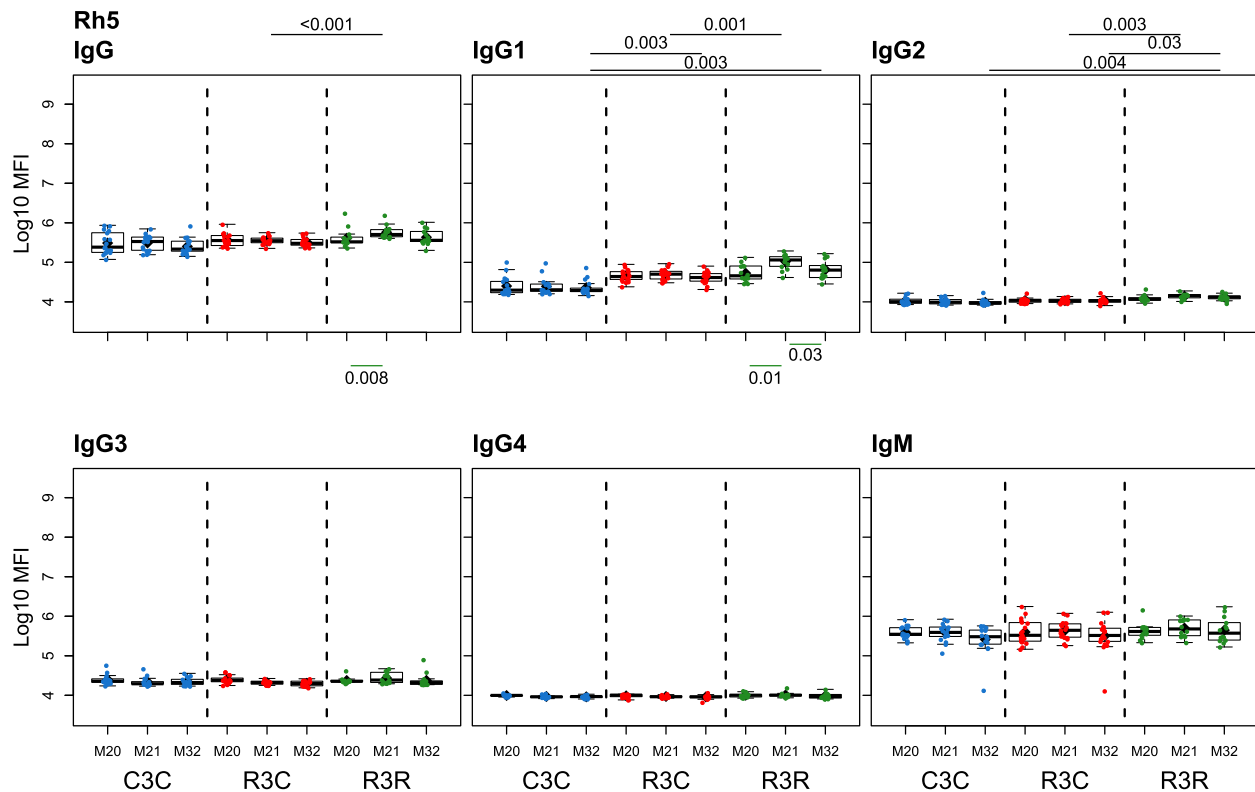 Rh5
<0.001
0.001
0.003
IgG
IgG1
IgG2
0.003
0.03
0.003
0.004
Log10 MFI
9
8
7
6
5
4
0.008
0.01
0.03
IgG3
IgG4
IgM
Log10 MFI
9
8
7
6
5
4
M20 M21 M32 M20 M21 M32 M20 M21 M32
M20 M21 M32 M20 M21 M32 M20 M21 M32
M20 M21 M32 M20 M21 M32 M20 M21 M32
C3C R3C R3R
C3C R3C R3R
C3C R3C R3R